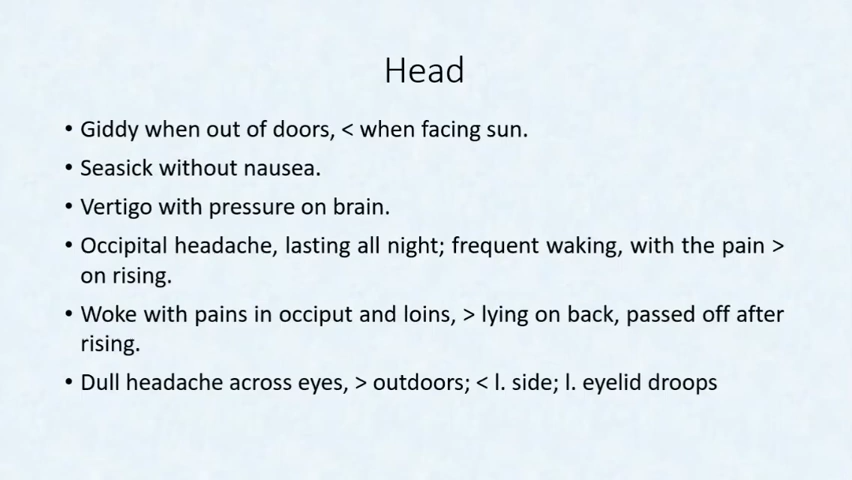 Head
• Giddy when out of doors, < when facing sun.
• Seasick without nausea.
• Vertigo with pressure on brain.
• Occipital headache, lasting all night; frequent waking, with the pain >
on rising.
• Woke with pains in occiput and loins, > lying on back, passed off after
rising.
• Dull headache across eyes, > outdoors; < l. side; l. eyelid droops